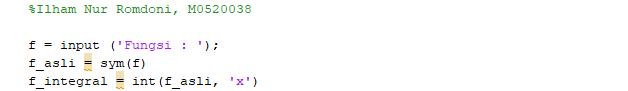 %Ilham Nur Romdoni, M0520038
f = input ('Fungsi : ');
f_asli = sym(f)
f_integral = int(f_asli, 'x')